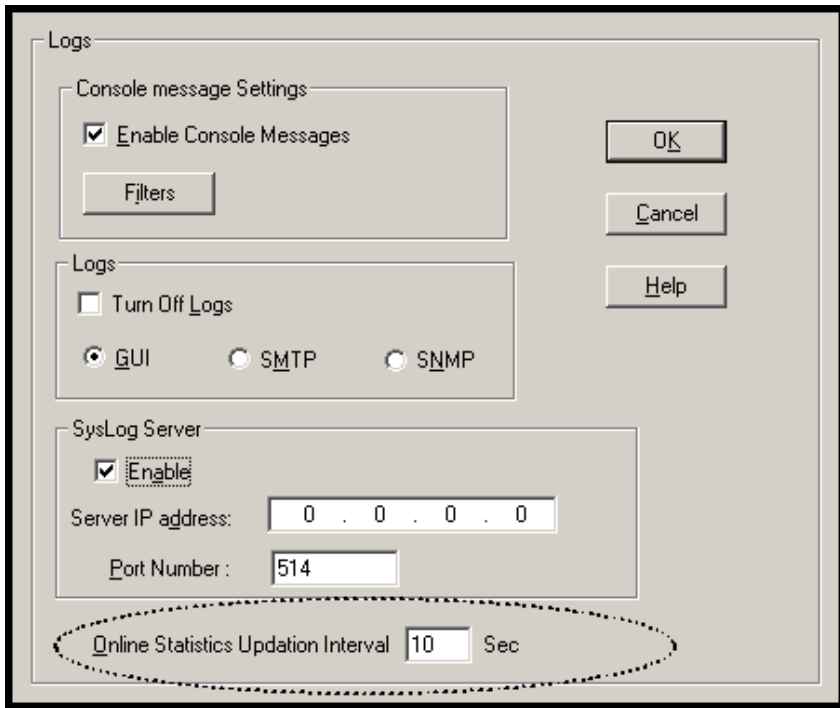 Logs
Console message Settings
Enable Console Messages
Filters
OK
Cancel
Help
Logs
Turn Off Logs
GUI SMTP SNMP
SysLog Server
Enable
Server IP address: 0 . 0 . 0 . 0
Port Number : 514
Online Statistics Updation Interval 10 Sec